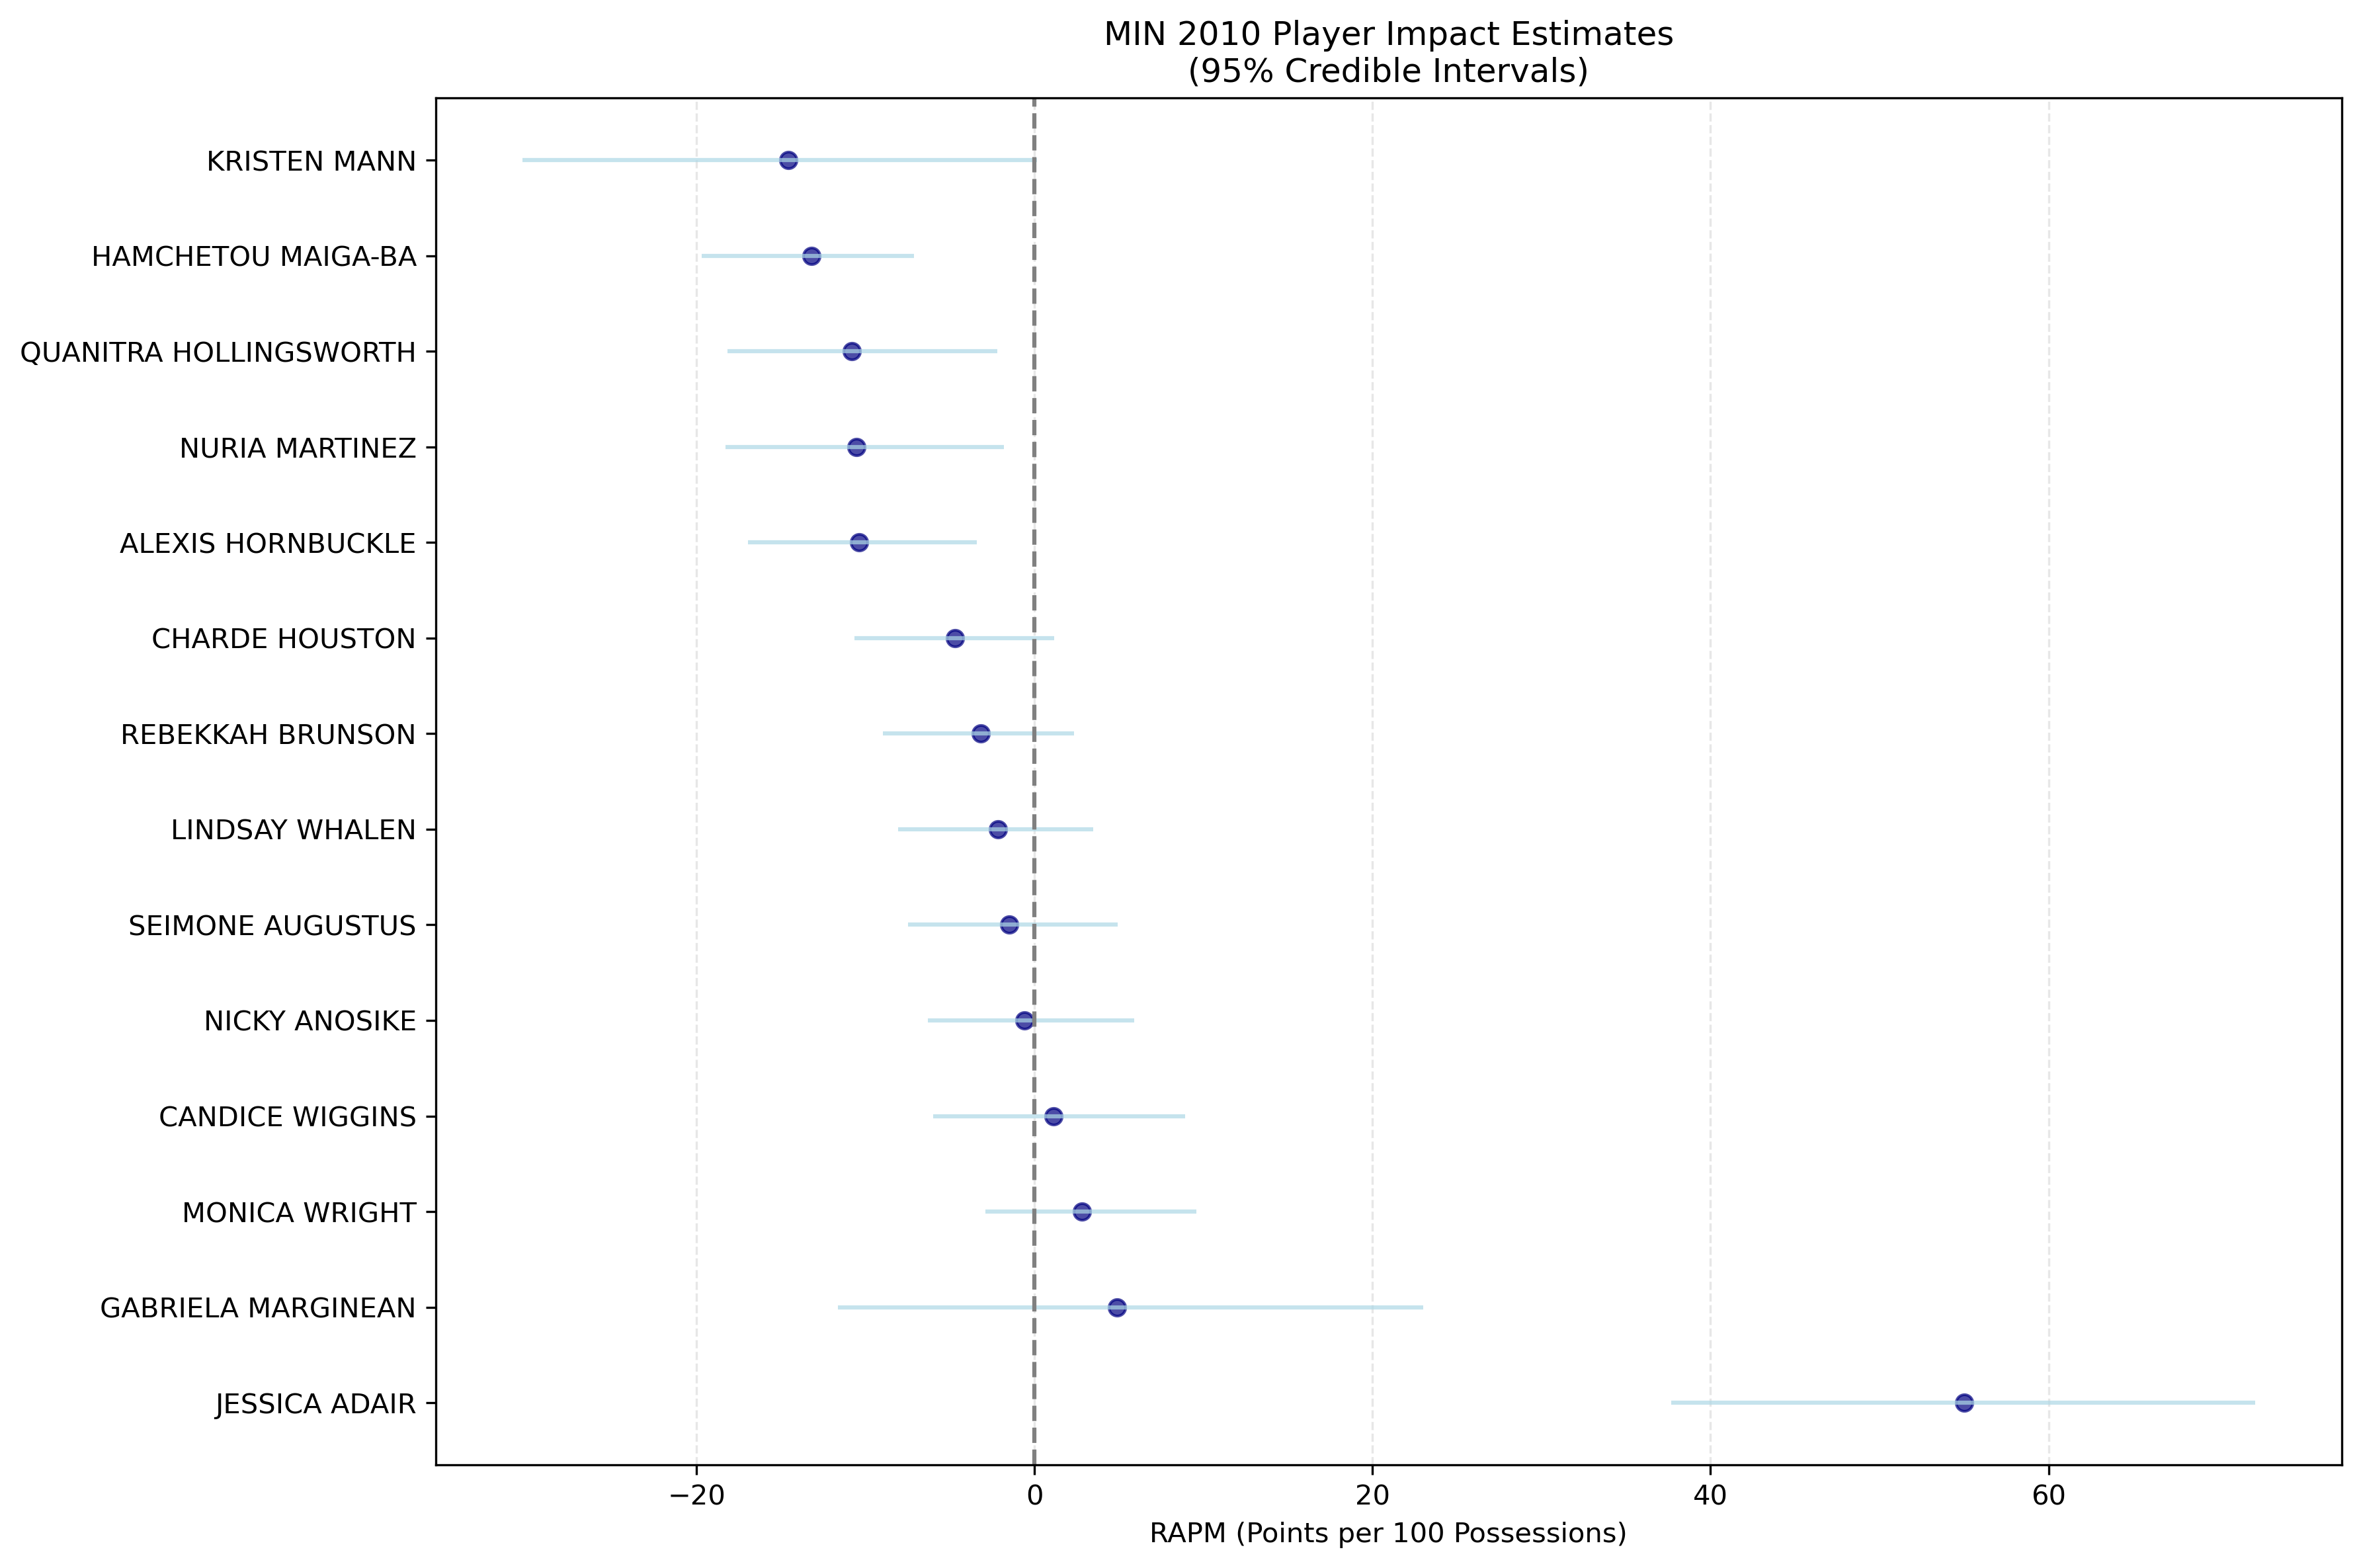 MIN 2010 Player Impact Estimates
(95% Credible Intervals)
KRISTEN MANN
HAMCHETOU MAIGA-BA
QUANITRA HOLLINGSWORTH
NURIA MARTINEZ
ALEXIS HORNBUCKLE
CHARDE HOUSTON
REBEKKAH BRUNSON
LINDSAY WHALEN
SEIMONE AUGUSTUS
NICKY ANOSIKE
CANDICE WIGGINS
MONICA WRIGHT
GABRIELA MARGINEAN
JESSICA ADAIR
−20 0 20 40 60
RAPM (Points per 100 Possessions)